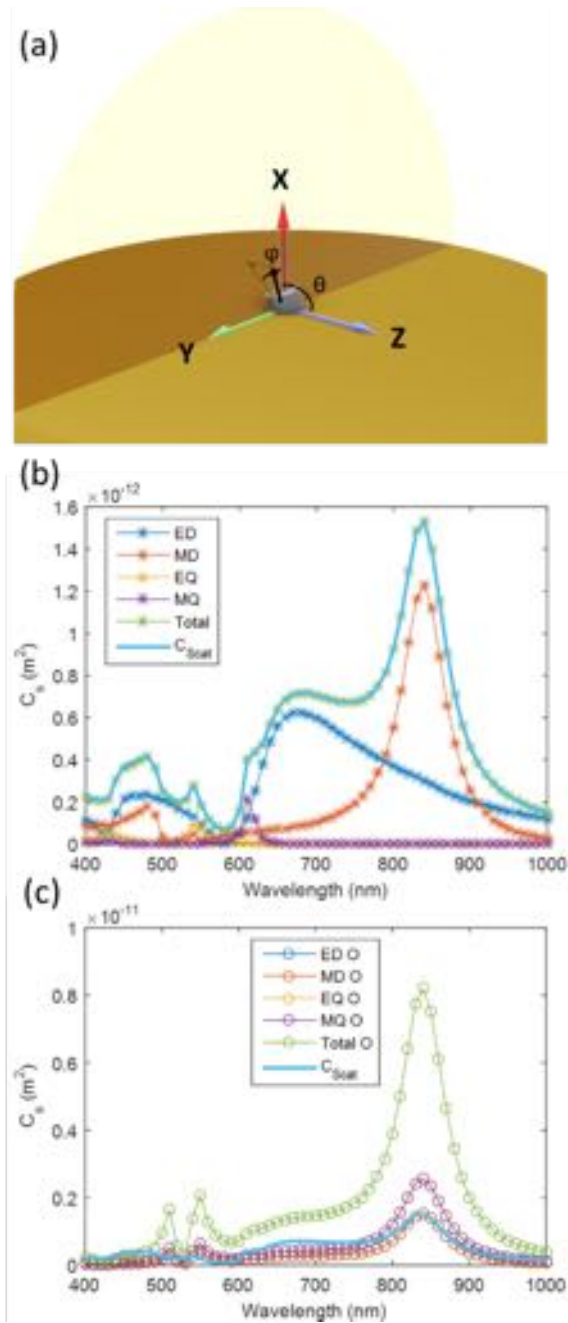 (a)
X
φ
θ
Y
Z
(b)
× 10⁻¹²
1.6
1.4
1.2
1
0.8
0.6
0.4
0.2
0
C_s (m²)
ED
MD
EQ
MQ
Total
C_Scat
400 500 600 700 800 900 1000
Wavelength (nm)
(c)
× 10⁻¹¹
1
0.8
0.6
0.4
0.2
0
C_s (m²)
ED O
MD O
EQ O
MQ O
Total O
C_Scat
400 500 600 700 800 900 1000
Wavelength (nm)